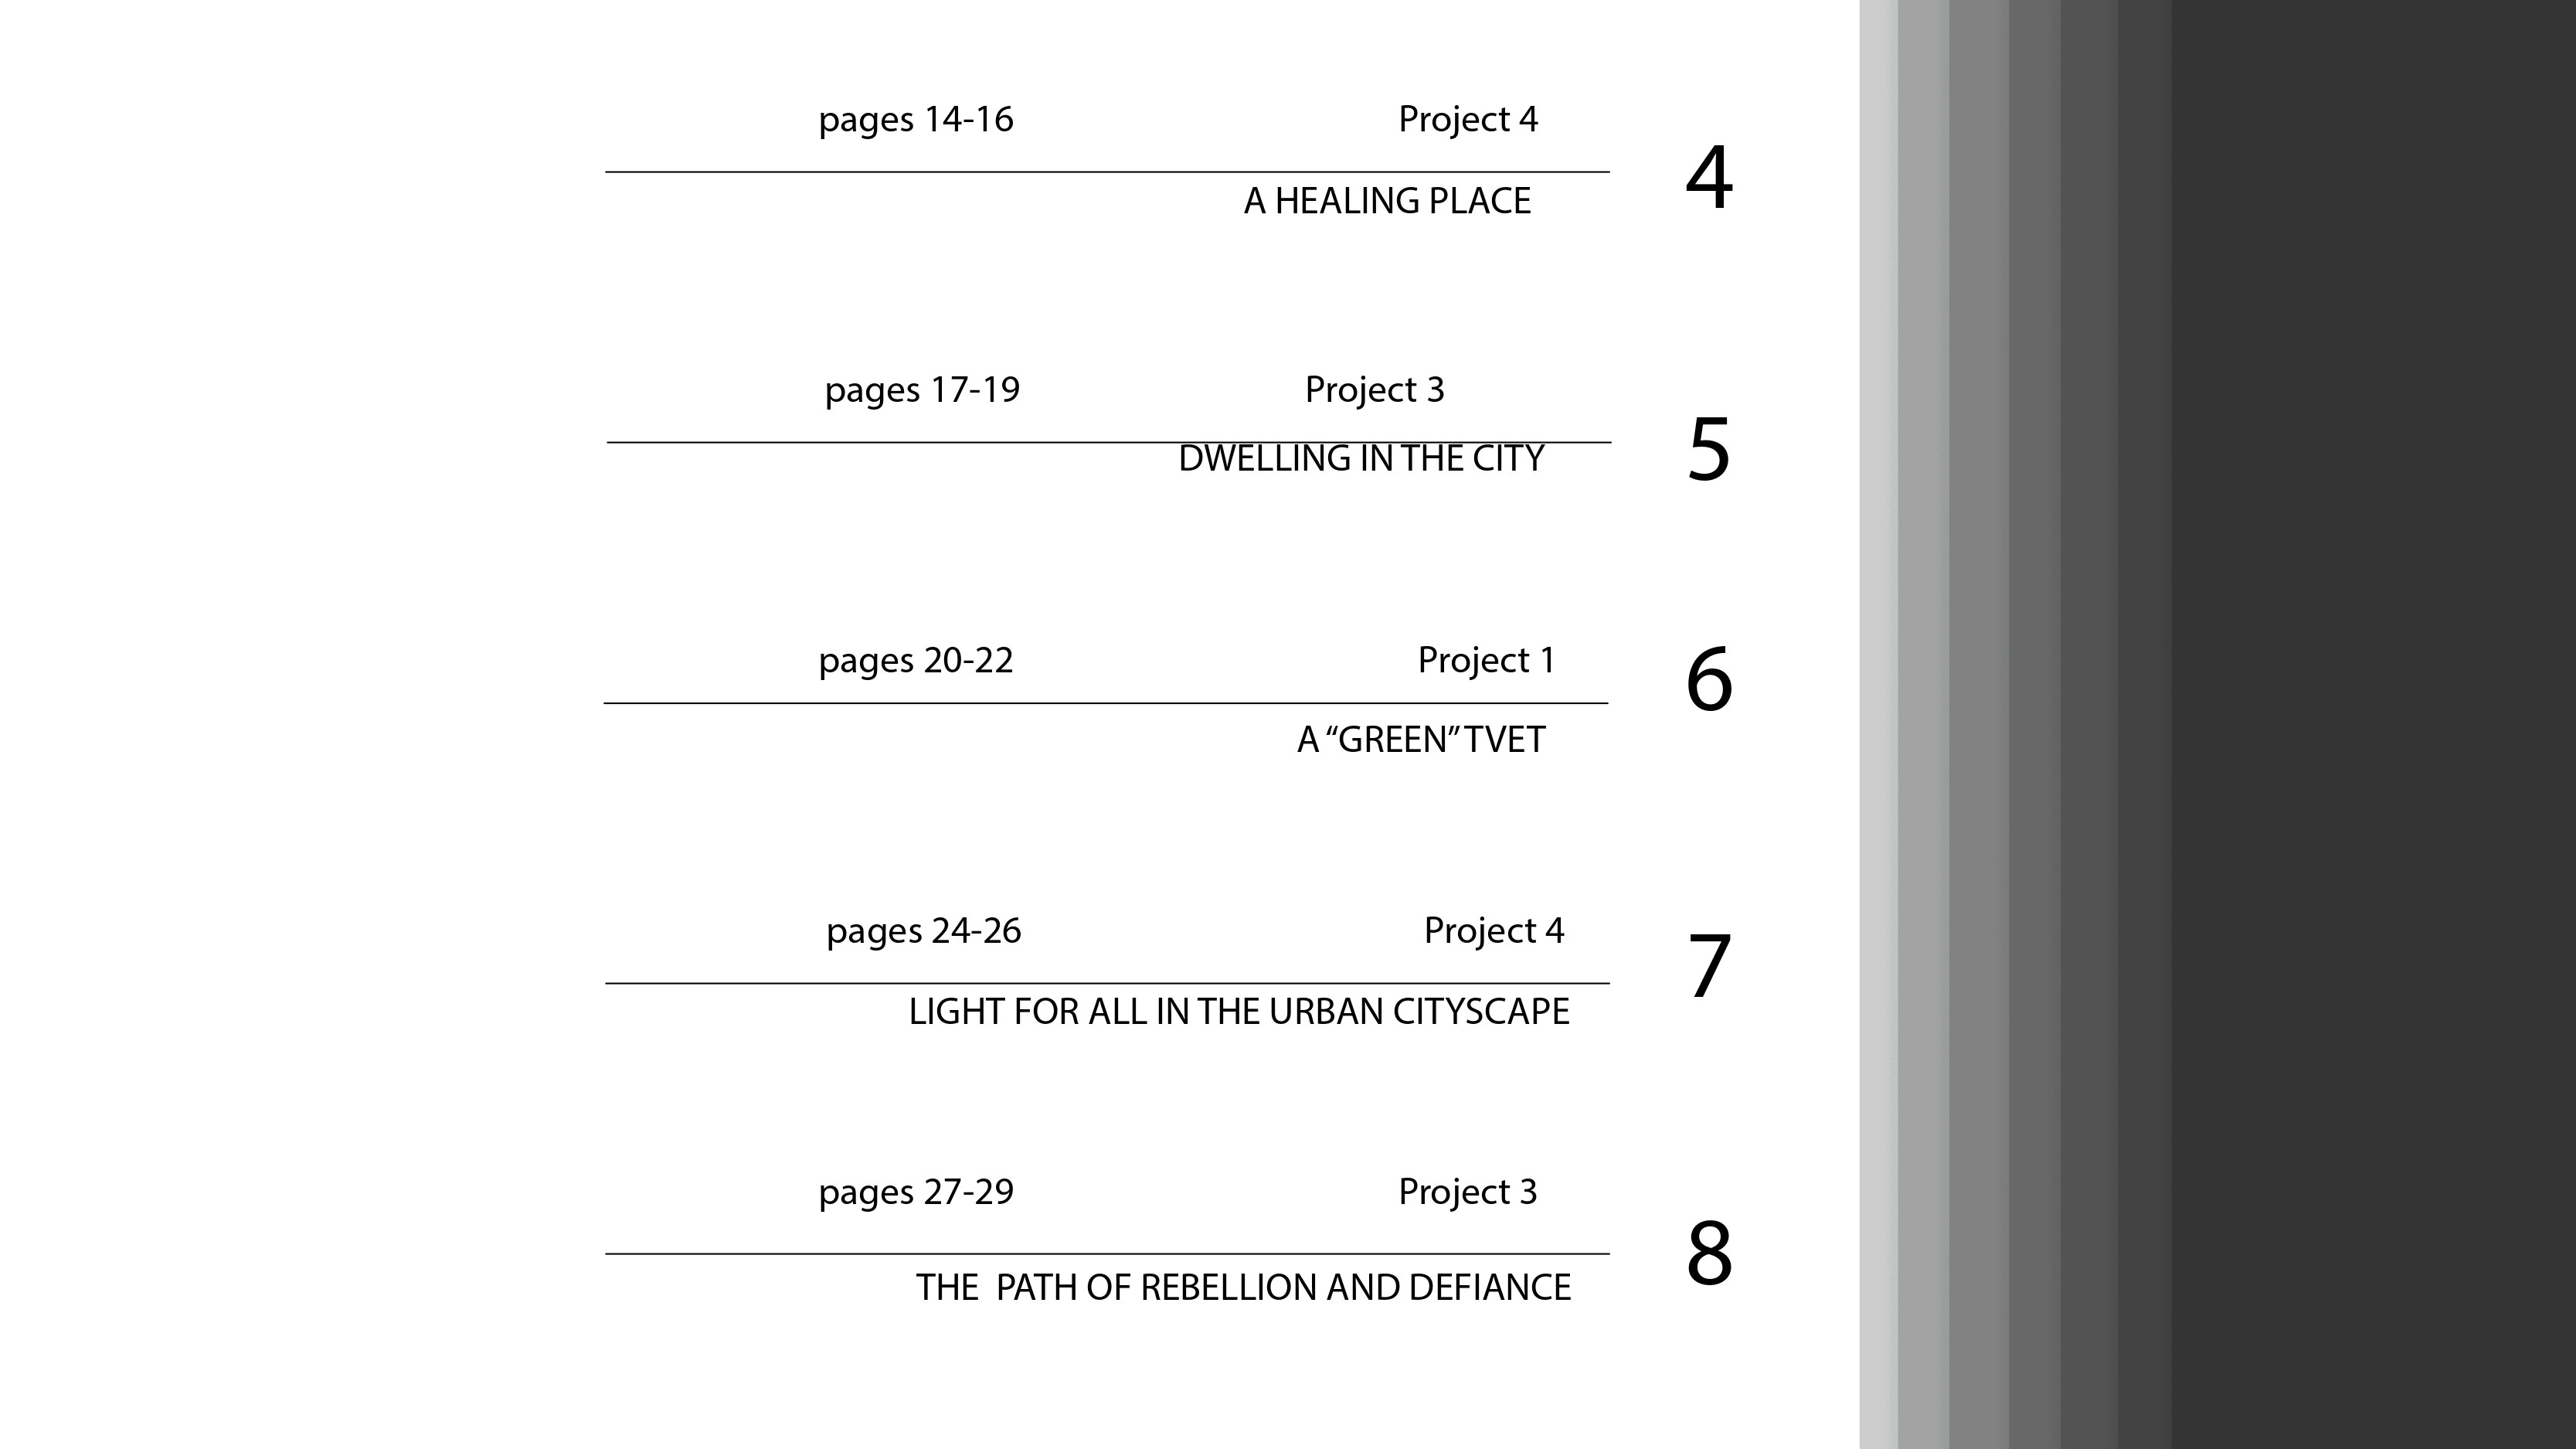 pages 14-16 Project 4
4
A HEALING PLACE
pages 17-19 Project 3
5
DWELLING IN THE CITY
pages 20-22 Project 1
6
A “GREEN” TVET
pages 24-26 Project 4
7
LIGHT FOR ALL IN THE URBAN CITYSCAPE
pages 27-29 Project 3
8
THE  PATH OF REBELLION AND DEFIANCE